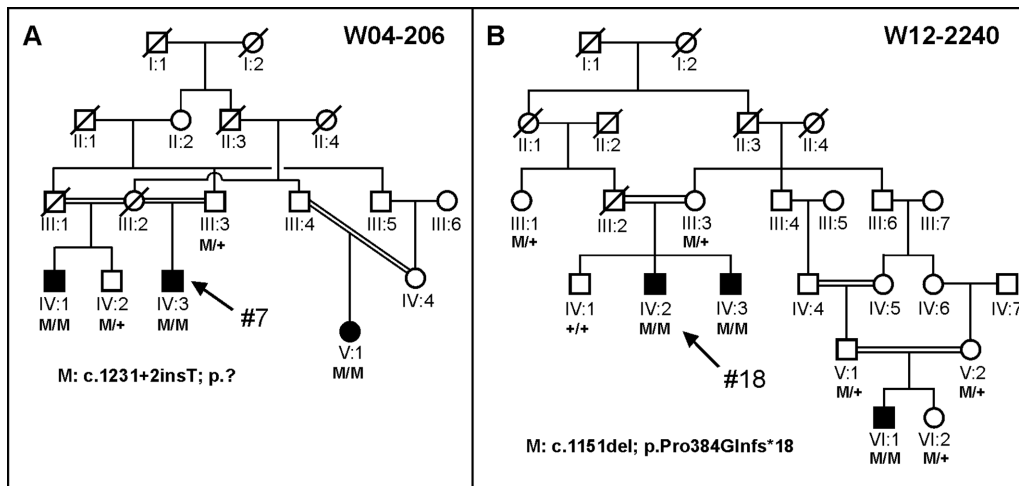 A W04-206
I:1 I:2
II:1 II:2 II:3 II:4
III:1 III:2 III:3 III:4 III:5 III:6
M/+
IV:1 IV:2 IV:3 IV:4
M/M M/+ M/M
#7
V:1
M/M
M: c.1231+2insT; p.?
B W12-2240
I:1 I:2
II:1 II:2 II:3 II:4
III:1 III:2 III:3 III:4 III:5 III:6 III:7
M/+ M/+
IV:1 IV:2 IV:3 IV:4 IV:5 IV:6 IV:7
+/+ M/M M/M
#18
V:1 V:2
M/+ M/+
VI:1 VI:2
M/M M/+
M: c.1151del; p.Pro384Glnfs*18